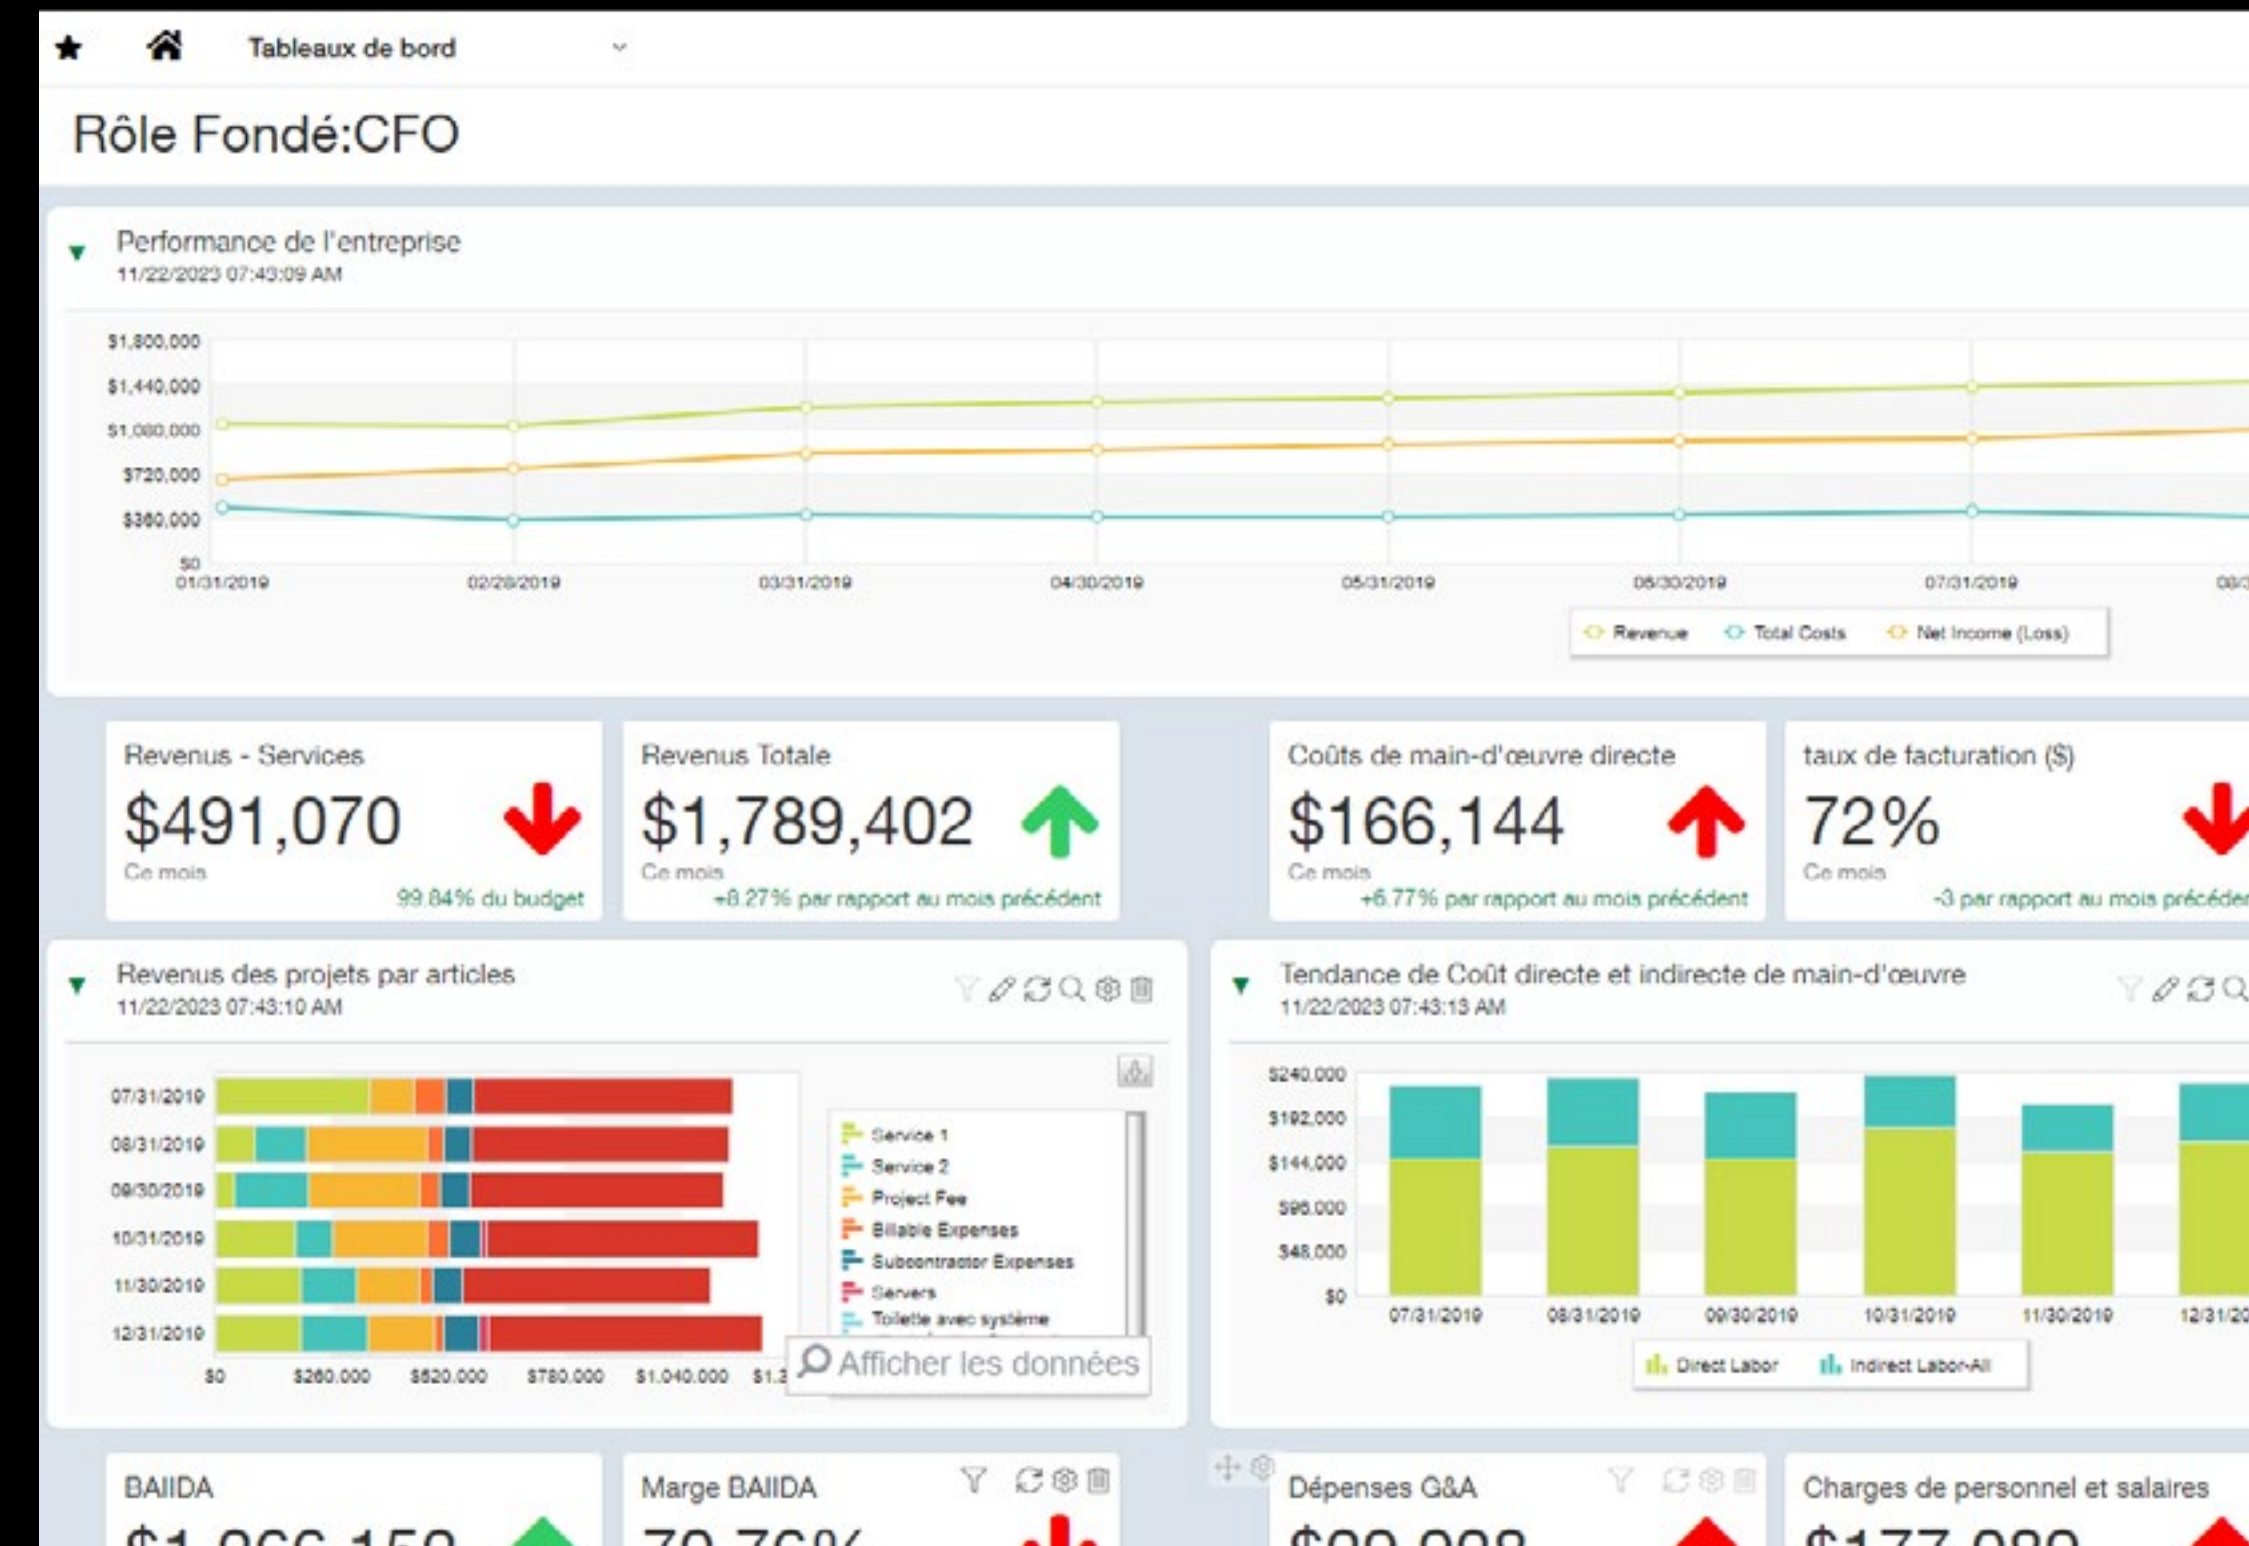 Tableaux de bord
Rôle Fondé:CFO
Performance de l'entreprise
11/22/2023 07:43:09 AM
$1,800,000
$1,440,000
$1,080,000
$720,000
$360,000
$0
01/31/2019 02/28/2019 03/31/2019 04/30/2019 05/31/2019 06/30/2019 07/31/2019
Revenue Total Costs Net Income (Loss)
Revenus - Services
$491,070
Ce mois
99.84% du budget
Revenus Totale
$1,789,402
Ce mois
+8.27% par rapport au mois précédent
Coûts de main-d'œuvre directe
$166,144
Ce mois
+6.77% par rapport au mois précédent
taux de facturation ($)
72%
Ce mois
-3 par rapport au mois
Revenus des projets par articles
11/22/2023 07:43:10 AM
07/31/2019
08/31/2019
09/30/2019
10/31/2019
11/30/2019
12/31/2019
$0 $260,000 $520,000 $780,000 $1,040,000
Service 1
Service 2
Project Fee
Billable Expenses
Subcontractor Expenses
Servers
Toilette avec système
Afficher les données
Tendance de Coût directe et indirecte de main-d'œuvre
11/22/2023 07:43:13 AM
$240,000
$192,000
$144,000
$96,000
$48,000
$0
07/31/2019 08/31/2019 09/30/2019 10/31/2019 11/30/2019
Direct Labor Indirect Labor-All
BAIIDA
Marge BAIIDA
Dépenses G&A
Charges de personnel et salaires